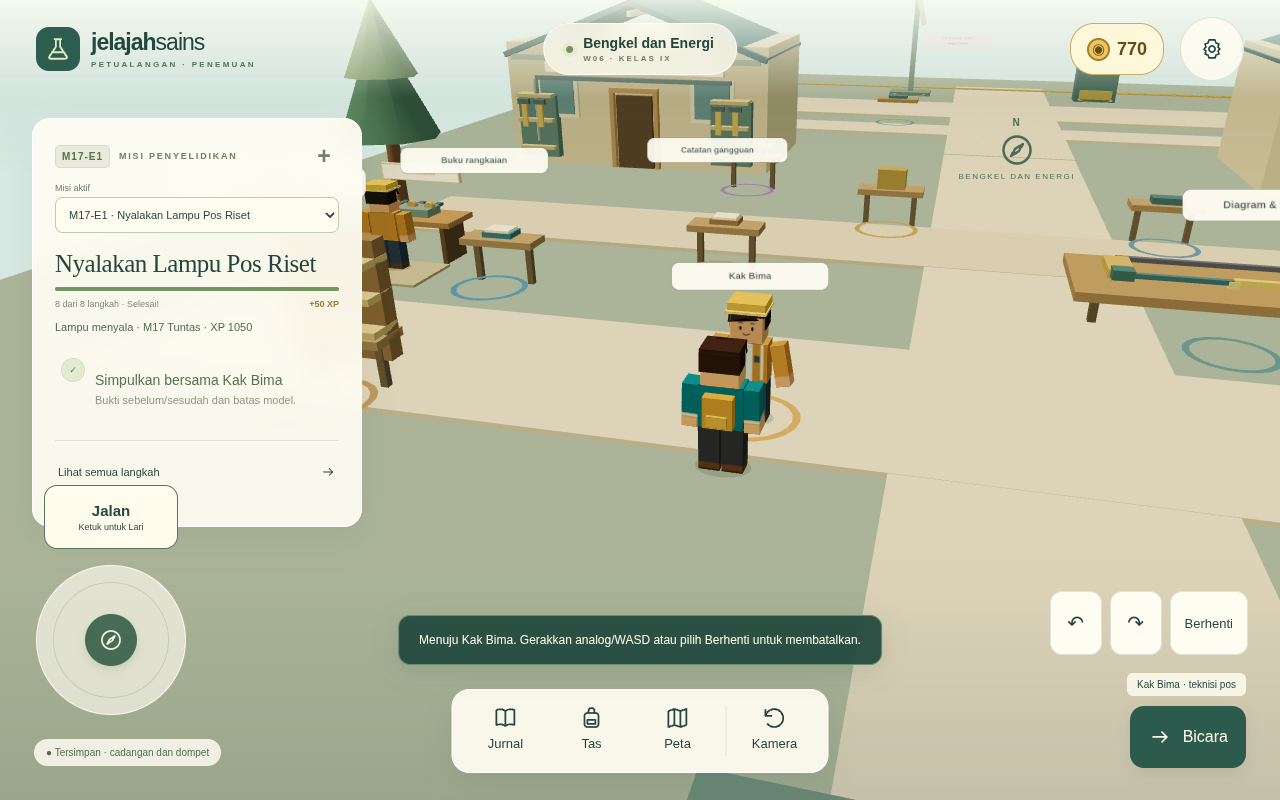 jelajahsains
PETUALANGAN · PENEMUAN
Bengkel dan Energi
W06 · KELAS IX
770
M17-E1 MISI PENYELIDIKAN
Misi aktif
M17-E1 · Nyalakan Lampu Pos Riset
Nyalakan Lampu Pos Riset
8 dari 8 langkah · Selesai!
+50 XP
Lampu menyala · M17 Tuntas · XP 1050
Simpulkan bersama Kak Bima
Bukti sebelum/sesudah dan batas model.
Lihat semua langkah
Jalan
Ketuk untuk Lari
Buku rangkaian
Catatan gangguan
N
BENGKEL DAN ENERGI
Diagram &
Kak Bima
Menuju Kak Bima. Gerakkan analog/WASD atau pilih Berhenti untuk membatalkan.
Berhenti
Kak Bima · teknisi pos
Bicara
Jurnal
Tas
Peta
Kamera
Tersimpan · cadangan dan dompet